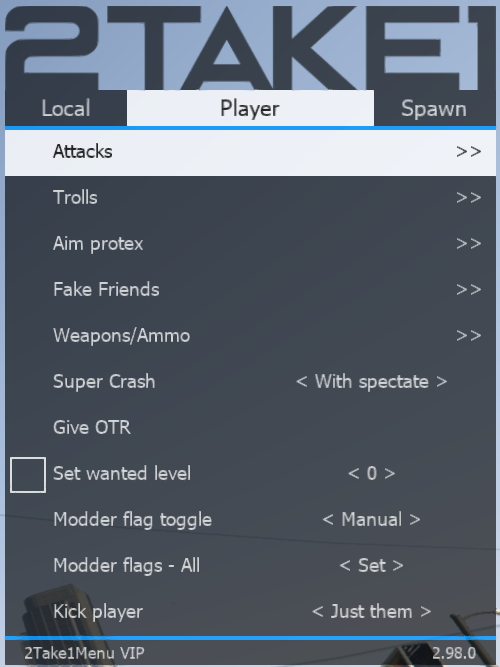 2TAKE1
Local Player Spawn
Attacks >>
Trolls >>
Aim protex >>
Fake Friends >>
Weapons/Ammo >>
Super Crash < With spectate >
Give OTR
Set wanted level < 0 >
Modder flag toggle < Manual >
Modder flags - All < Set >
Kick player < Just them >
2Take1Menu VIP 2.98.0